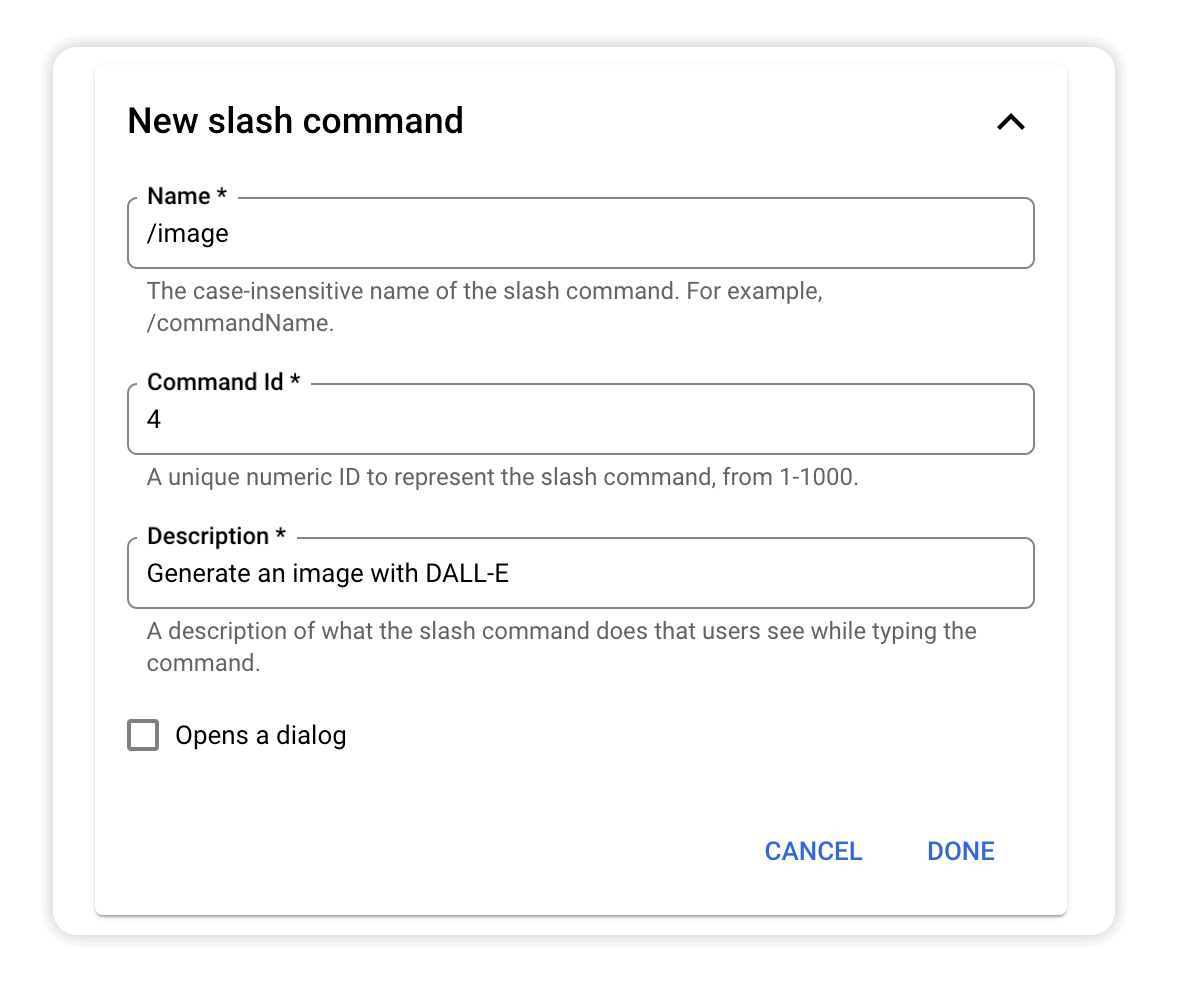 New slash command
Name *
/image
The case-insensitive name of the slash command. For example,
/commandName.
Command Id *
4
A unique numeric ID to represent the slash command, from 1-1000.
Description *
Generate an image with DALL-E
A description of what the slash command does that users see while typing the
command.
Opens a dialog
CANCEL DONE